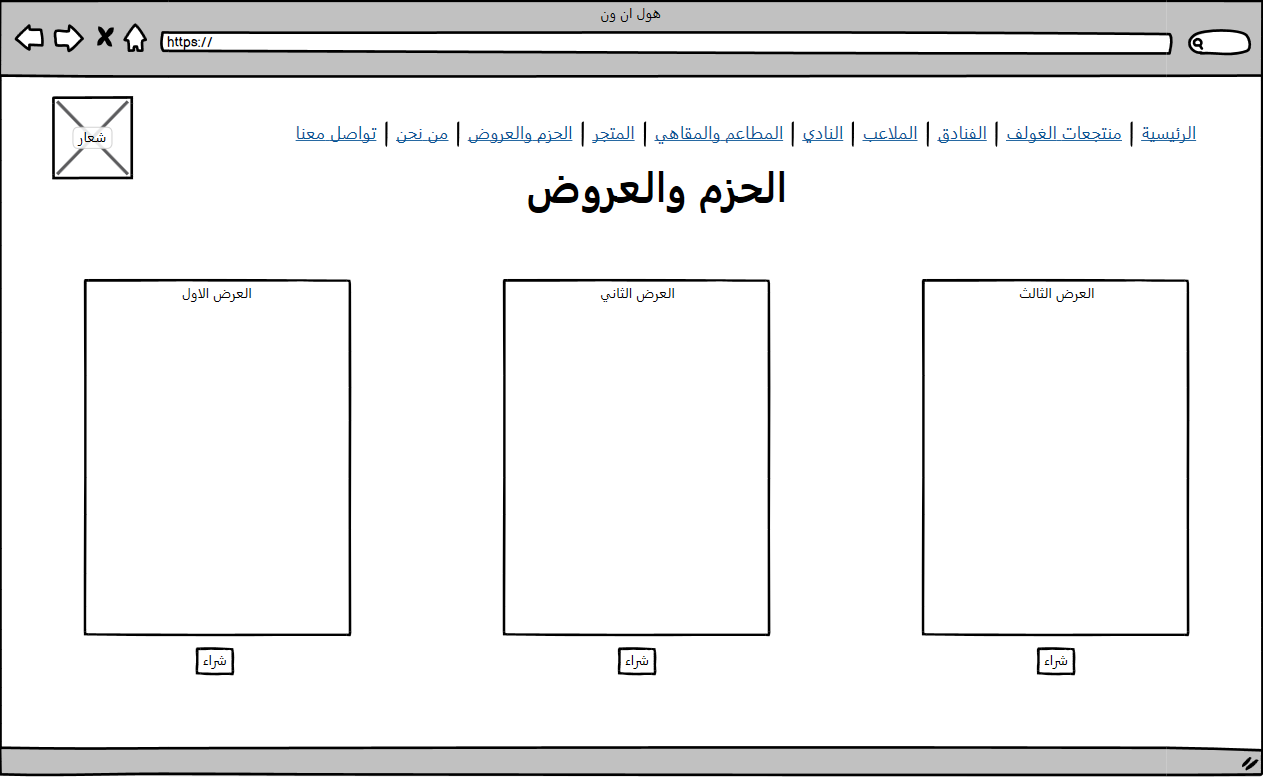 هول ان ون
https://
شعار
الرئيسية | منتجعات الغولف | الفنادق | الملاعب | النادي | المطاعم والمقاهي | المتجر | الحزم والعروض | من نحن | تواصل معنا
الحزم والعروض
العرض الثالث
العرض الثاني
العرض الاول
شراء
شراء
شراء